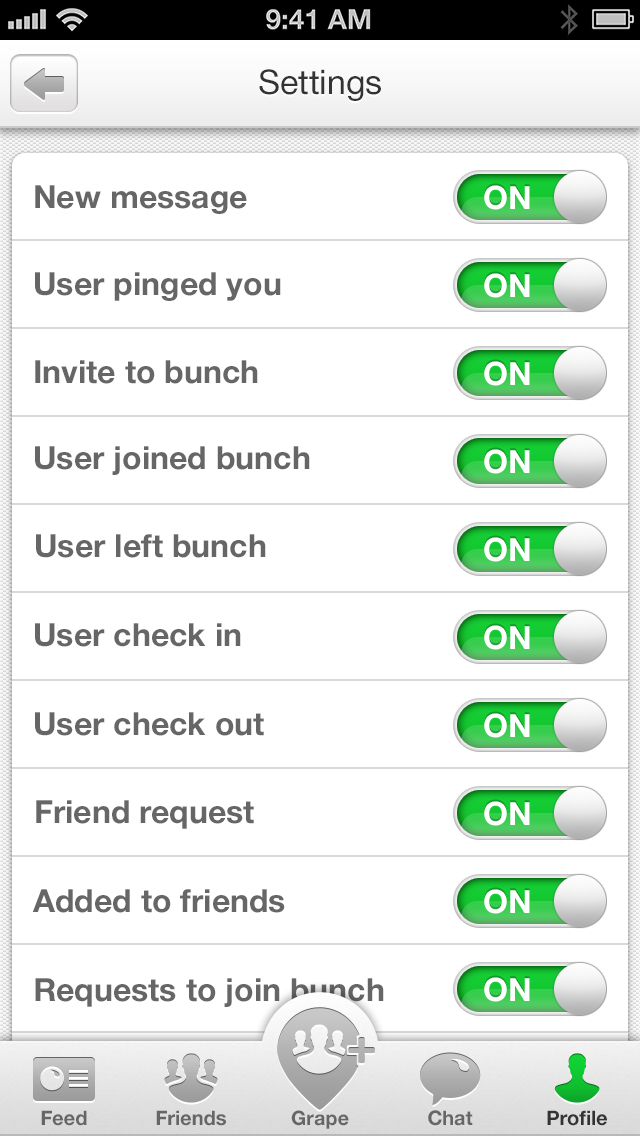 9:41 AM
Settings
New message ON
User pinged you ON
Invite to bunch ON
User joined bunch ON
User left bunch ON
User check in ON
User check out ON
Friend request ON
Added to friends ON
Requests to join bunch ON
Feed Friends Grape Chat Profile